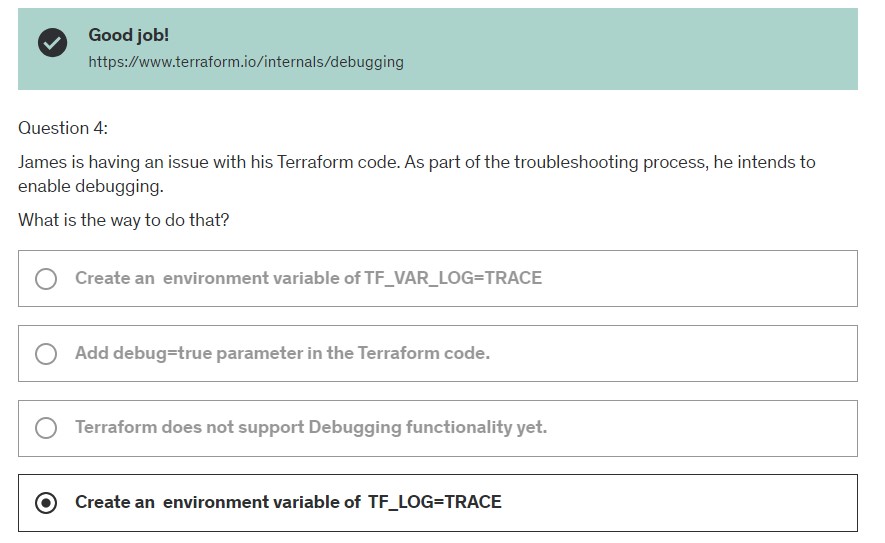 Good job!
https://www.terraform.io/internals/debugging
Question 4:
James is having an issue with his Terraform code. As part of the troubleshooting process, he intends to
enable debugging.
What is the way to do that?
Create an  environment variable of TF_VAR_LOG=TRACE
Add debug=true parameter in the Terraform code.
Terraform does not support Debugging functionality yet.
Create an  environment variable of  TF_LOG=TRACE